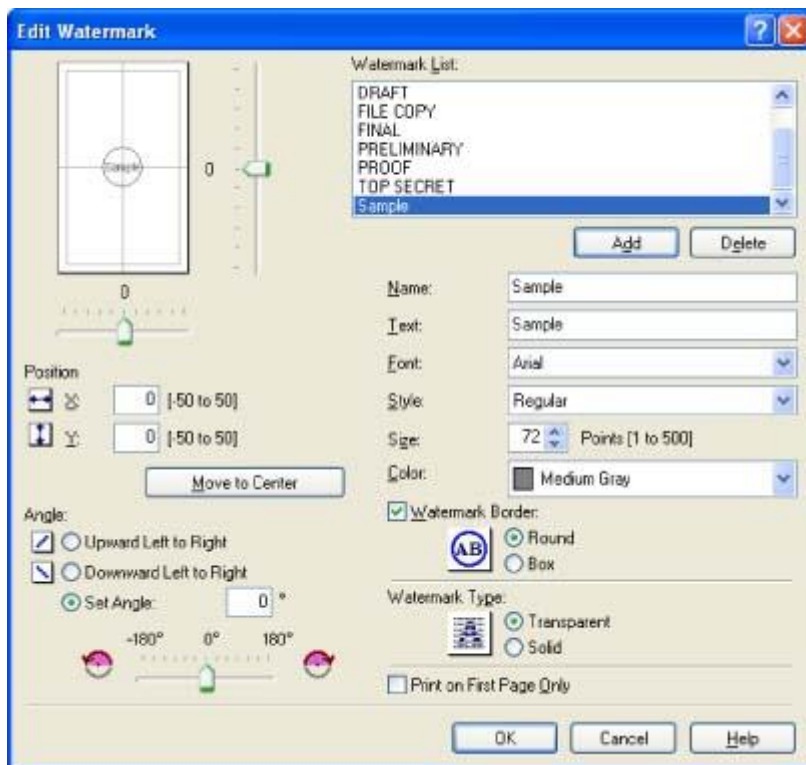 Edit Watermark
Sample
0
0
Position
X: 0 [-50 to 50]
Y: 0 [-50 to 50]
Move to Center
Angle:
Upward Left to Right
Downward Left to Right
Set Angle: 0 °
-180° 0° 180°
Watermark List:
DRAFT
FILE COPY
FINAL
PRELIMINARY
PROOF
TOP SECRET
Sample
Add Delete
Name: Sample
Text: Sample
Font: Arial
Style: Regular
Size: 72 Points [1 to 500]
Color: Medium Gray
Watermark Border:
AB
Round
Box
Watermark Type:
Transparent
Solid
Print on First Page Only
OK Cancel Help